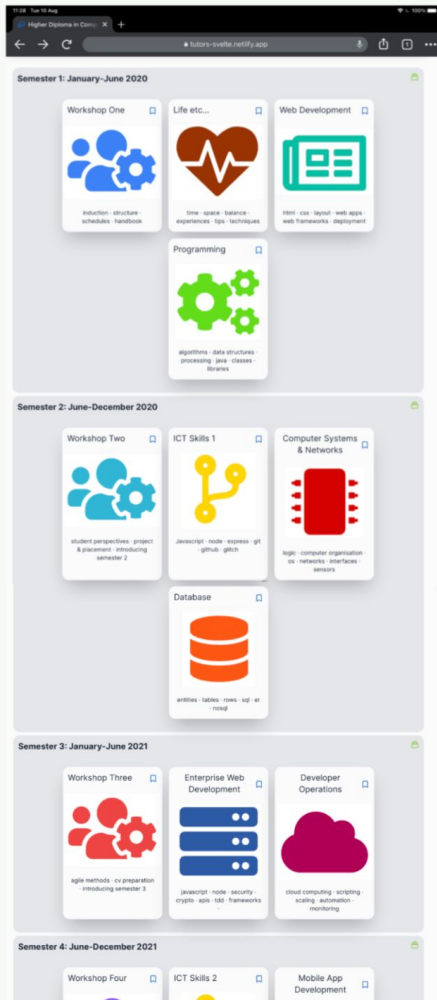 11:28 Tue 10 Aug
100%
Higher Diploma in Comp
tutors-svelte.netlify.app
Semester 1: January-June 2020
Workshop One
induction · structure ·
schedules · handbook
Life etc...
time · space · balance ·
experiences · tips · techniques
Web Development
html · css · layout · web apps ·
web frameworks · deployment
Programming
algorithms · data structures ·
processing · java · classes ·
libraries
Semester 2: June-December 2020
Workshop Two
student perspectives · project
& placement · introducing
semester 2
ICT Skills 1
Javascript · node · express · git
· github · glitch
Computer Systems
& Networks
logic · computer organisation ·
os · networks · interfaces ·
sensors
Database
entities · tables · rows · sql · er
· nosql
Semester 3: January-June 2021
Workshop Three
agile methods · cv preparation
· introducing semester 3
Enterprise Web
Development
javascript · node · security ·
crypto · apis · tdd · frameworks
·
Developer
Operations
cloud computing · scripting ·
scaling · automation ·
monitoring
Semester 4: June-December 2021
Workshop Four
ICT Skills 2
Mobile App
Development